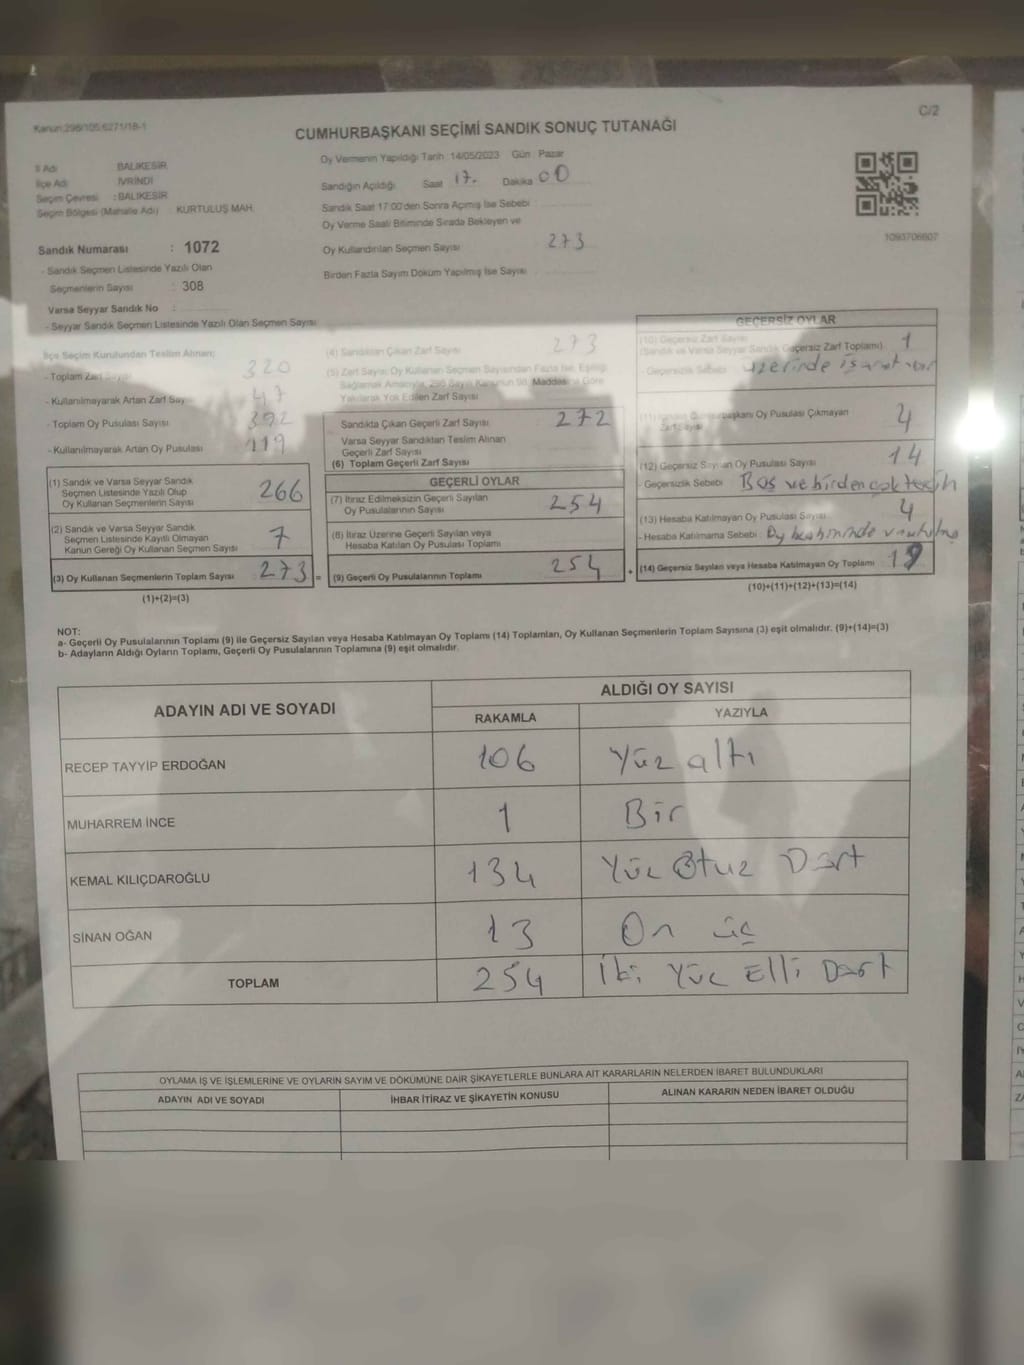 Kanun:298/105;6271/18-1
C/2
CUMHURBAŞKANI SEÇİMİ SANDIK SONUÇ TUTANAĞI
İl Adı BALIKESİR
İlçe Adı İVRİNDİ
Seçim Çevresi : BALIKESİR
Seçim Bölgesi (Mahalle Adı) KURTULUŞ MAH.
Oy Vermenin Yapıldığı Tarih : 14/05/2023 Gün : Pazar
Sandığın Açıldığı Saat 17. Dakika 00
Sandık Saat 17:00'den Sonra Açılmış İse Sebebi
Oy Verme Saati Bitiminde Sırada Bekleyen ve
Oy Kullandırılan Seçmen Sayısı 273
Birden Fazla Sayım Döküm Yapılmış İse Sayısı
1093706607
Sandık Numarası : 1072
- Sandık Seçmen Listesinde Yazılı Olan
Seçmenlerin Sayısı : 308
Varsa Seyyar Sandık No :
- Seyyar Sandık Seçmen Listesinde Yazılı Olan Seçmen Sayısı
İlçe Seçim Kurulundan Teslim Alınan;
- Toplam Zarf Sayısı 320
- Kullanılmayarak Artan Zarf Sayısı 47
- Toplam Oy Pusulası Sayısı 392
- Kullanılmayarak Artan Oy Pusulası 119
(1) Sandık ve Varsa Seyyar Sandık
Seçmen Listesinde Yazılı Olup
Oy Kullanan Seçmenlerin Sayısı 266
(2) Sandık ve Varsa Seyyar Sandık
Seçmen Listesinde Kayıtlı Olmayan
Kanun Gereği Oy Kullanan Seçmen Sayısı 7
(3) Oy Kullanan Seçmenlerin Toplam Sayısı 273 =
(1)+(2)=(3)
(4) Sandıktan Çıkan Zarf Sayısı 273
(5) Zarf Sayısı Oy Kullanan Seçmen Sayısından Fazla İse, Eşitliği
Sağlamak Amacıyla, 298 Sayılı Kanunun 98. Maddesine Göre
Yakılarak Yok Edilen Zarf Sayısı
Sandıkta Çıkan Geçerli Zarf Sayısı 272
Varsa Seyyar Sandıktan Teslim Alınan
Geçerli Zarf Sayısı
(6) Toplam Geçerli Zarf Sayısı
GEÇERLİ OYLAR
(7) İtiraz Edilmeksizin Geçerli Sayılan
Oy Pusulalarının Sayısı 254
(8) İtiraz Üzerine Geçerli Sayılan veya
Hesaba Katılan Oy Pusulası Toplamı
(9) Geçerli Oy Pusulalarının Toplamı 254 +
GEÇERSİZ OYLAR
(10) Geçersiz Zarf Sayısı
(Sandık ve Varsa Seyyar Sandık Geçersiz Zarf Toplamı) 1
- Geçersizlik Sebebi Üzerinde işaret var
(11) Cumhurbaşkanı Oy Pusulası Çıkmayan
Zarf Sayısı 4
(12) Geçersiz Sayılan Oy Pusulası Sayısı 14
- Geçersizlik Sebebi : Boş ve birden çok tercih
(13) Hesaba Katılmayan Oy Pusulası Sayısı 4
- Hesaba Katılmama Sebebi :
(14) Geçersiz Sayılan veya Hesaba Katılmayan Oy Toplamı : 19
(10)+(11)+(12)+(13)=(14)
NOT:
a- Geçerli Oy Pusulalarının Toplamı (9) ile Geçersiz Sayılan veya Hesaba Katılmayan Oy Toplamı (14) Toplamları, Oy Kullanan Seçmenlerin Toplam Sayısına (3) eşit olmalıdır. (9)+(14)=(3)
b- Adayların Aldığı Oyların Toplamı, Geçerli Oy Pusulalarının Toplamına (9) eşit olmalıdır.
ADAYIN ADI VE SOYADI ALDIĞI OY SAYISI
RAKAMLA YAZIYLA
RECEP TAYYİP ERDOĞAN 106 Yüz altı
MUHARREM İNCE 1 Bir
KEMAL KILIÇDAROĞLU 134 Yüz Otuz Dört
SİNAN OĞAN 13 On üç
TOPLAM 254 İki Yüz Elli Dört
OYLAMA İŞ VE İŞLEMLERİNE VE OYLARIN SAYIM VE DÖKÜMÜNE DAİR ŞİKAYETLERLE BUNLARA AİT KARARLARIN NELERDEN İBARET BULUNDUKLARI
ADAYIN ADI VE SOYADI İHBAR İTİRAZ VE ŞİKAYETİN KONUSU ALINAN KARARIN NEDEN İBARET OLDUĞU